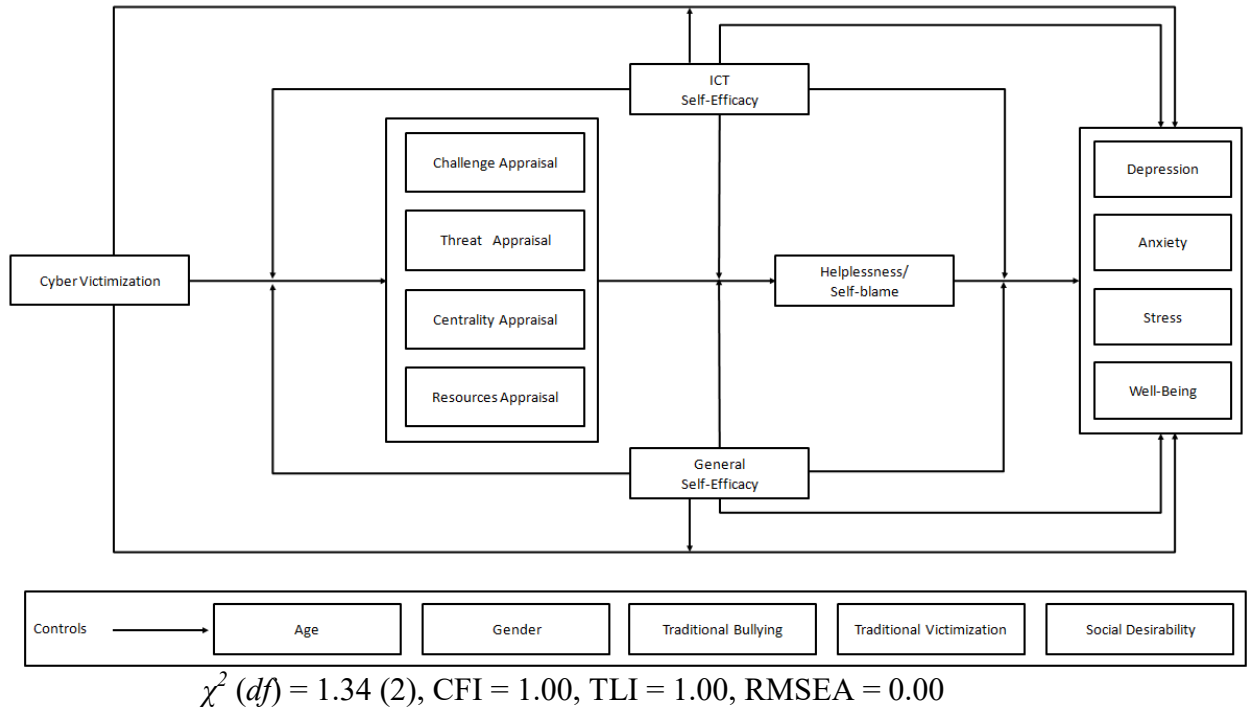 ICT
Self-Efficacy
Challenge Appraisal
Threat Appraisal
Centrality Appraisal
Resources Appraisal
Cyber Victimization
Helplessness/
Self-blame
Depression
Anxiety
Stress
Well-Being
General
Self-Efficacy
Controls
Age
Gender
Traditional Bullying
Traditional Victimization
Social Desirability
χ² (df) = 1.34 (2), CFI = 1.00, TLI = 1.00, RMSEA = 0.00